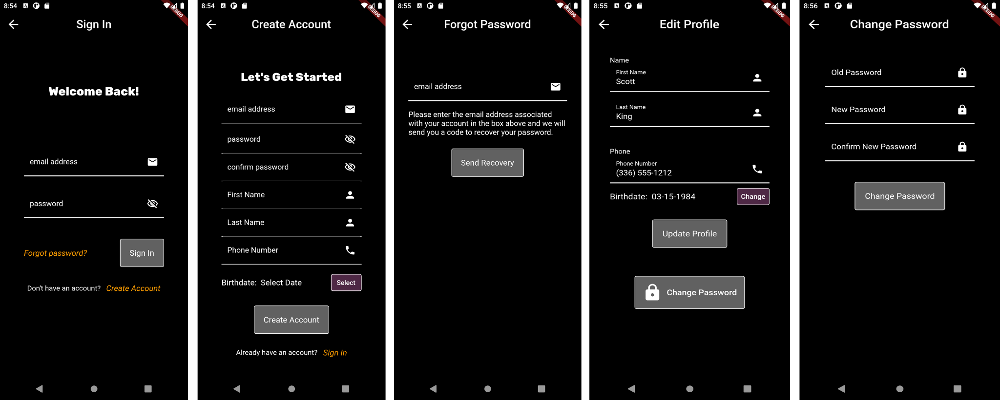 8:54
DEBUG
Sign In
Welcome Back!
email address
password
Forgot password?
Sign In
Don't have an account? Create Account
8:54
DEBUG
Create Account
Let's Get Started
email address
password
confirm password
First Name
Last Name
Phone Number
Birthdate: Select Date
Select
Create Account
Already have an account? Sign In
8:55
DEBUG
Forgot Password
email address
Please enter the email address associated
with your account in the box above and we will
send you a code to recover your password.
Send Recovery
8:55
DEBUG
Edit Profile
Name
First Name
Scott
Last Name
King
Phone
Phone Number
(336) 555-1212
Birthdate: 03-15-1984
Change
Update Profile
Change Password
8:56
DEBUG
Change Password
Old Password
New Password
Confirm New Password
Change Password